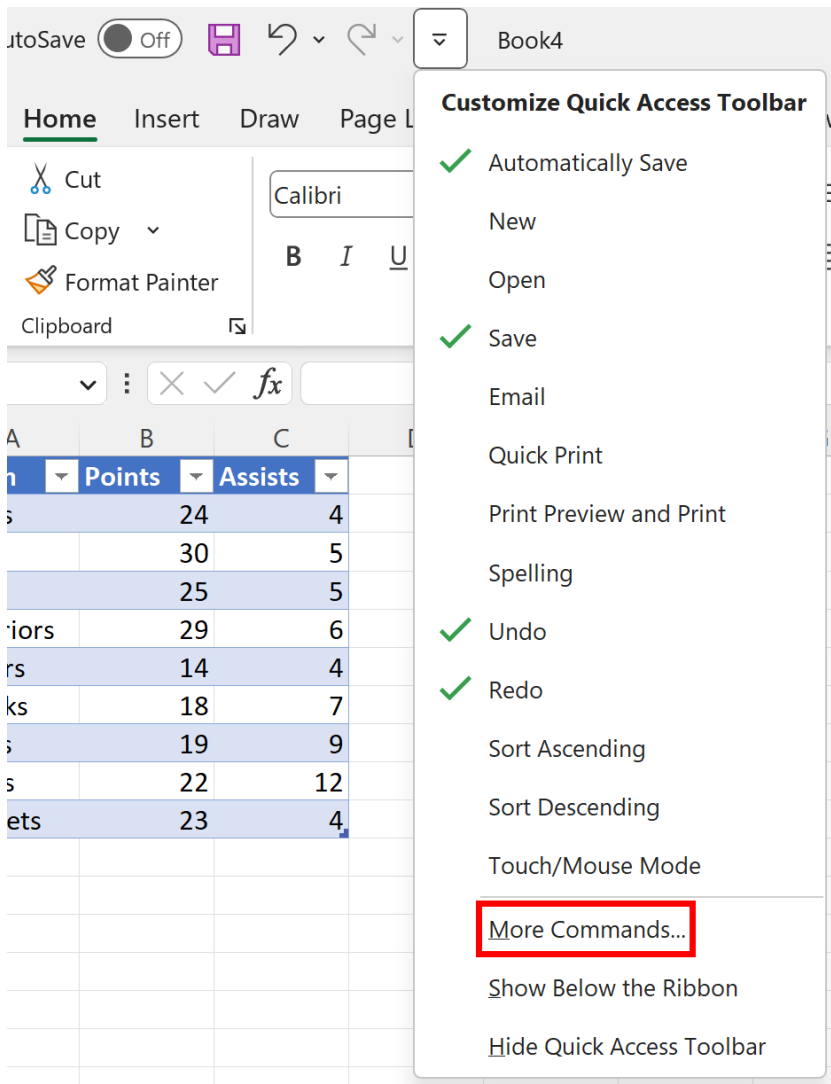 utoSave Off Book4
Customize Quick Access Toolbar
Home Insert Draw Page L
Cut
Copy
Format Painter
Clipboard
Calibri
B I U
fx
Automatically Save
New
Open
Save
Email
Quick Print
Print Preview and Print
Spelling
Undo
Redo
Sort Ascending
Sort Descending
Touch/Mouse Mode
More Commands...
Show Below the Ribbon
Hide Quick Access Toolbar
A B C
n Points Assists
s 24 4
30 5
25 5
riors 29 6
rs 14 4
ks 18 7
s 19 9
s 22 12
ets 23 4